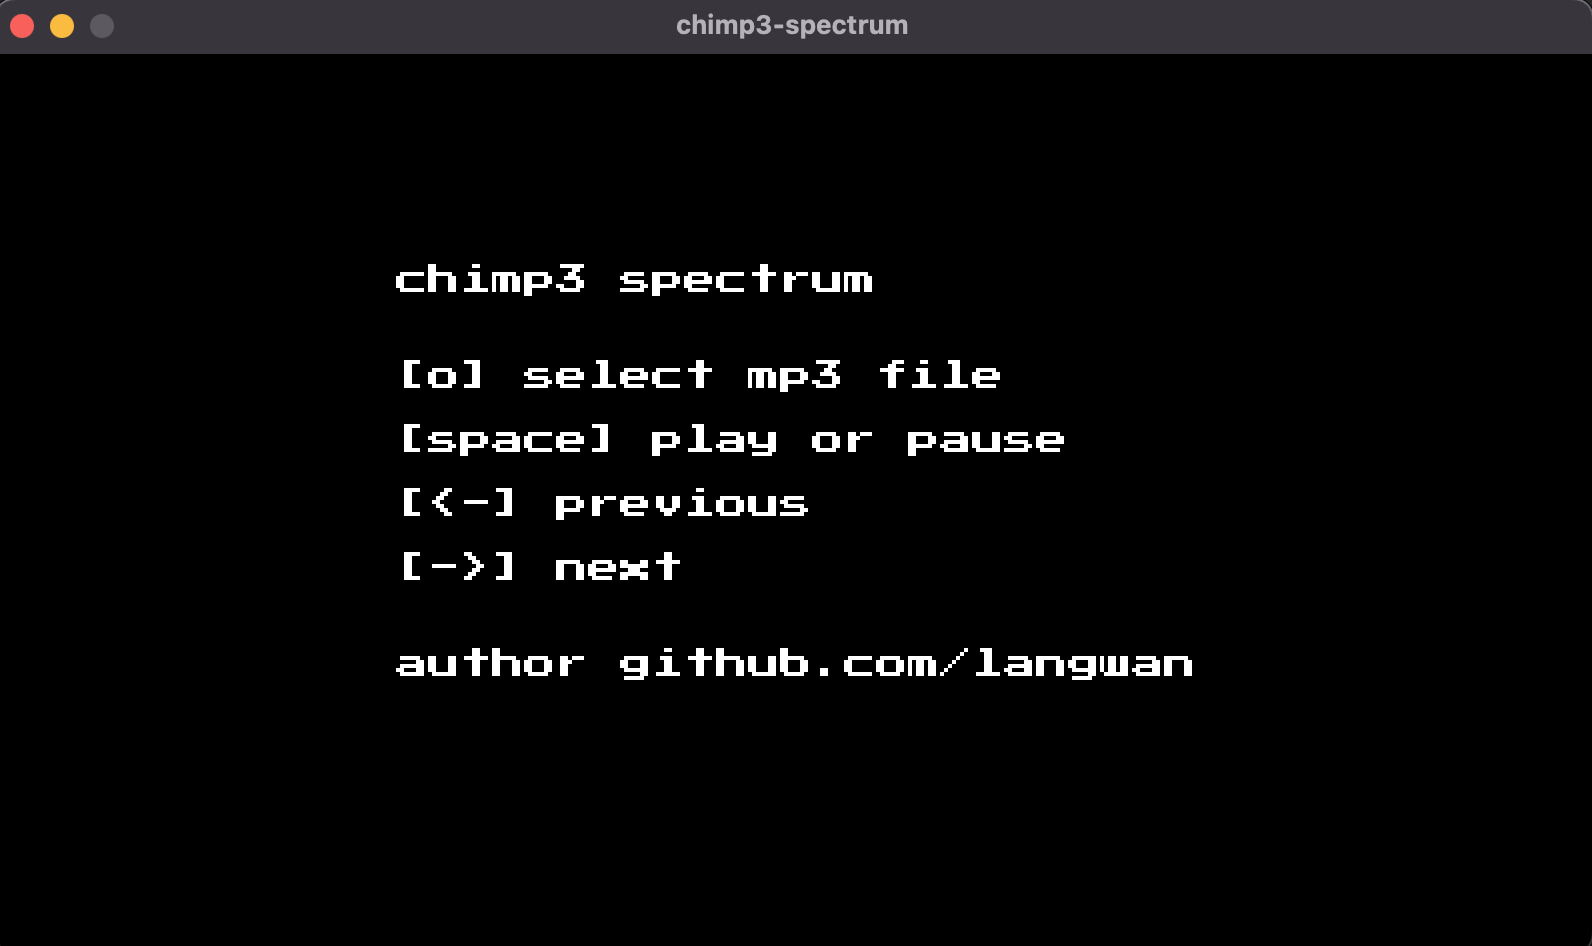 chimp3-spectrum
chimp3 spectrum
[o] select mp3 file
[space] play or pause
[<-] previous
[->] next
author github.com/langwan